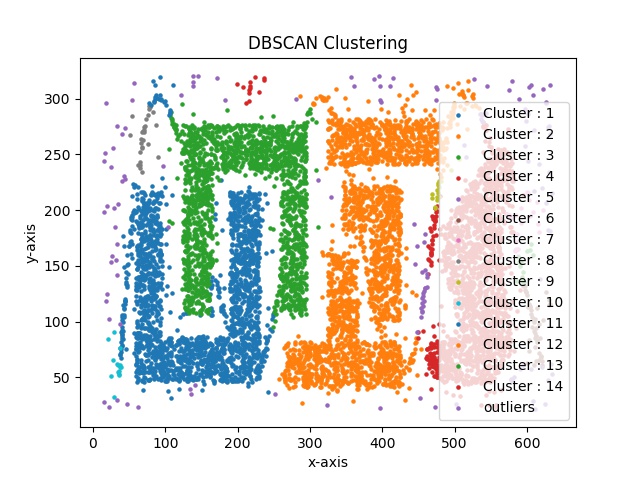 DBSCAN Clustering
300
250
200
150
100
50
y-axis
0 100 200 300 400 500 600
x-axis
Cluster : 1
Cluster : 2
Cluster : 3
Cluster : 4
Cluster : 5
Cluster : 6
Cluster : 7
Cluster : 8
Cluster : 9
Cluster : 10
Cluster : 11
Cluster : 12
Cluster : 13
Cluster : 14
outliers